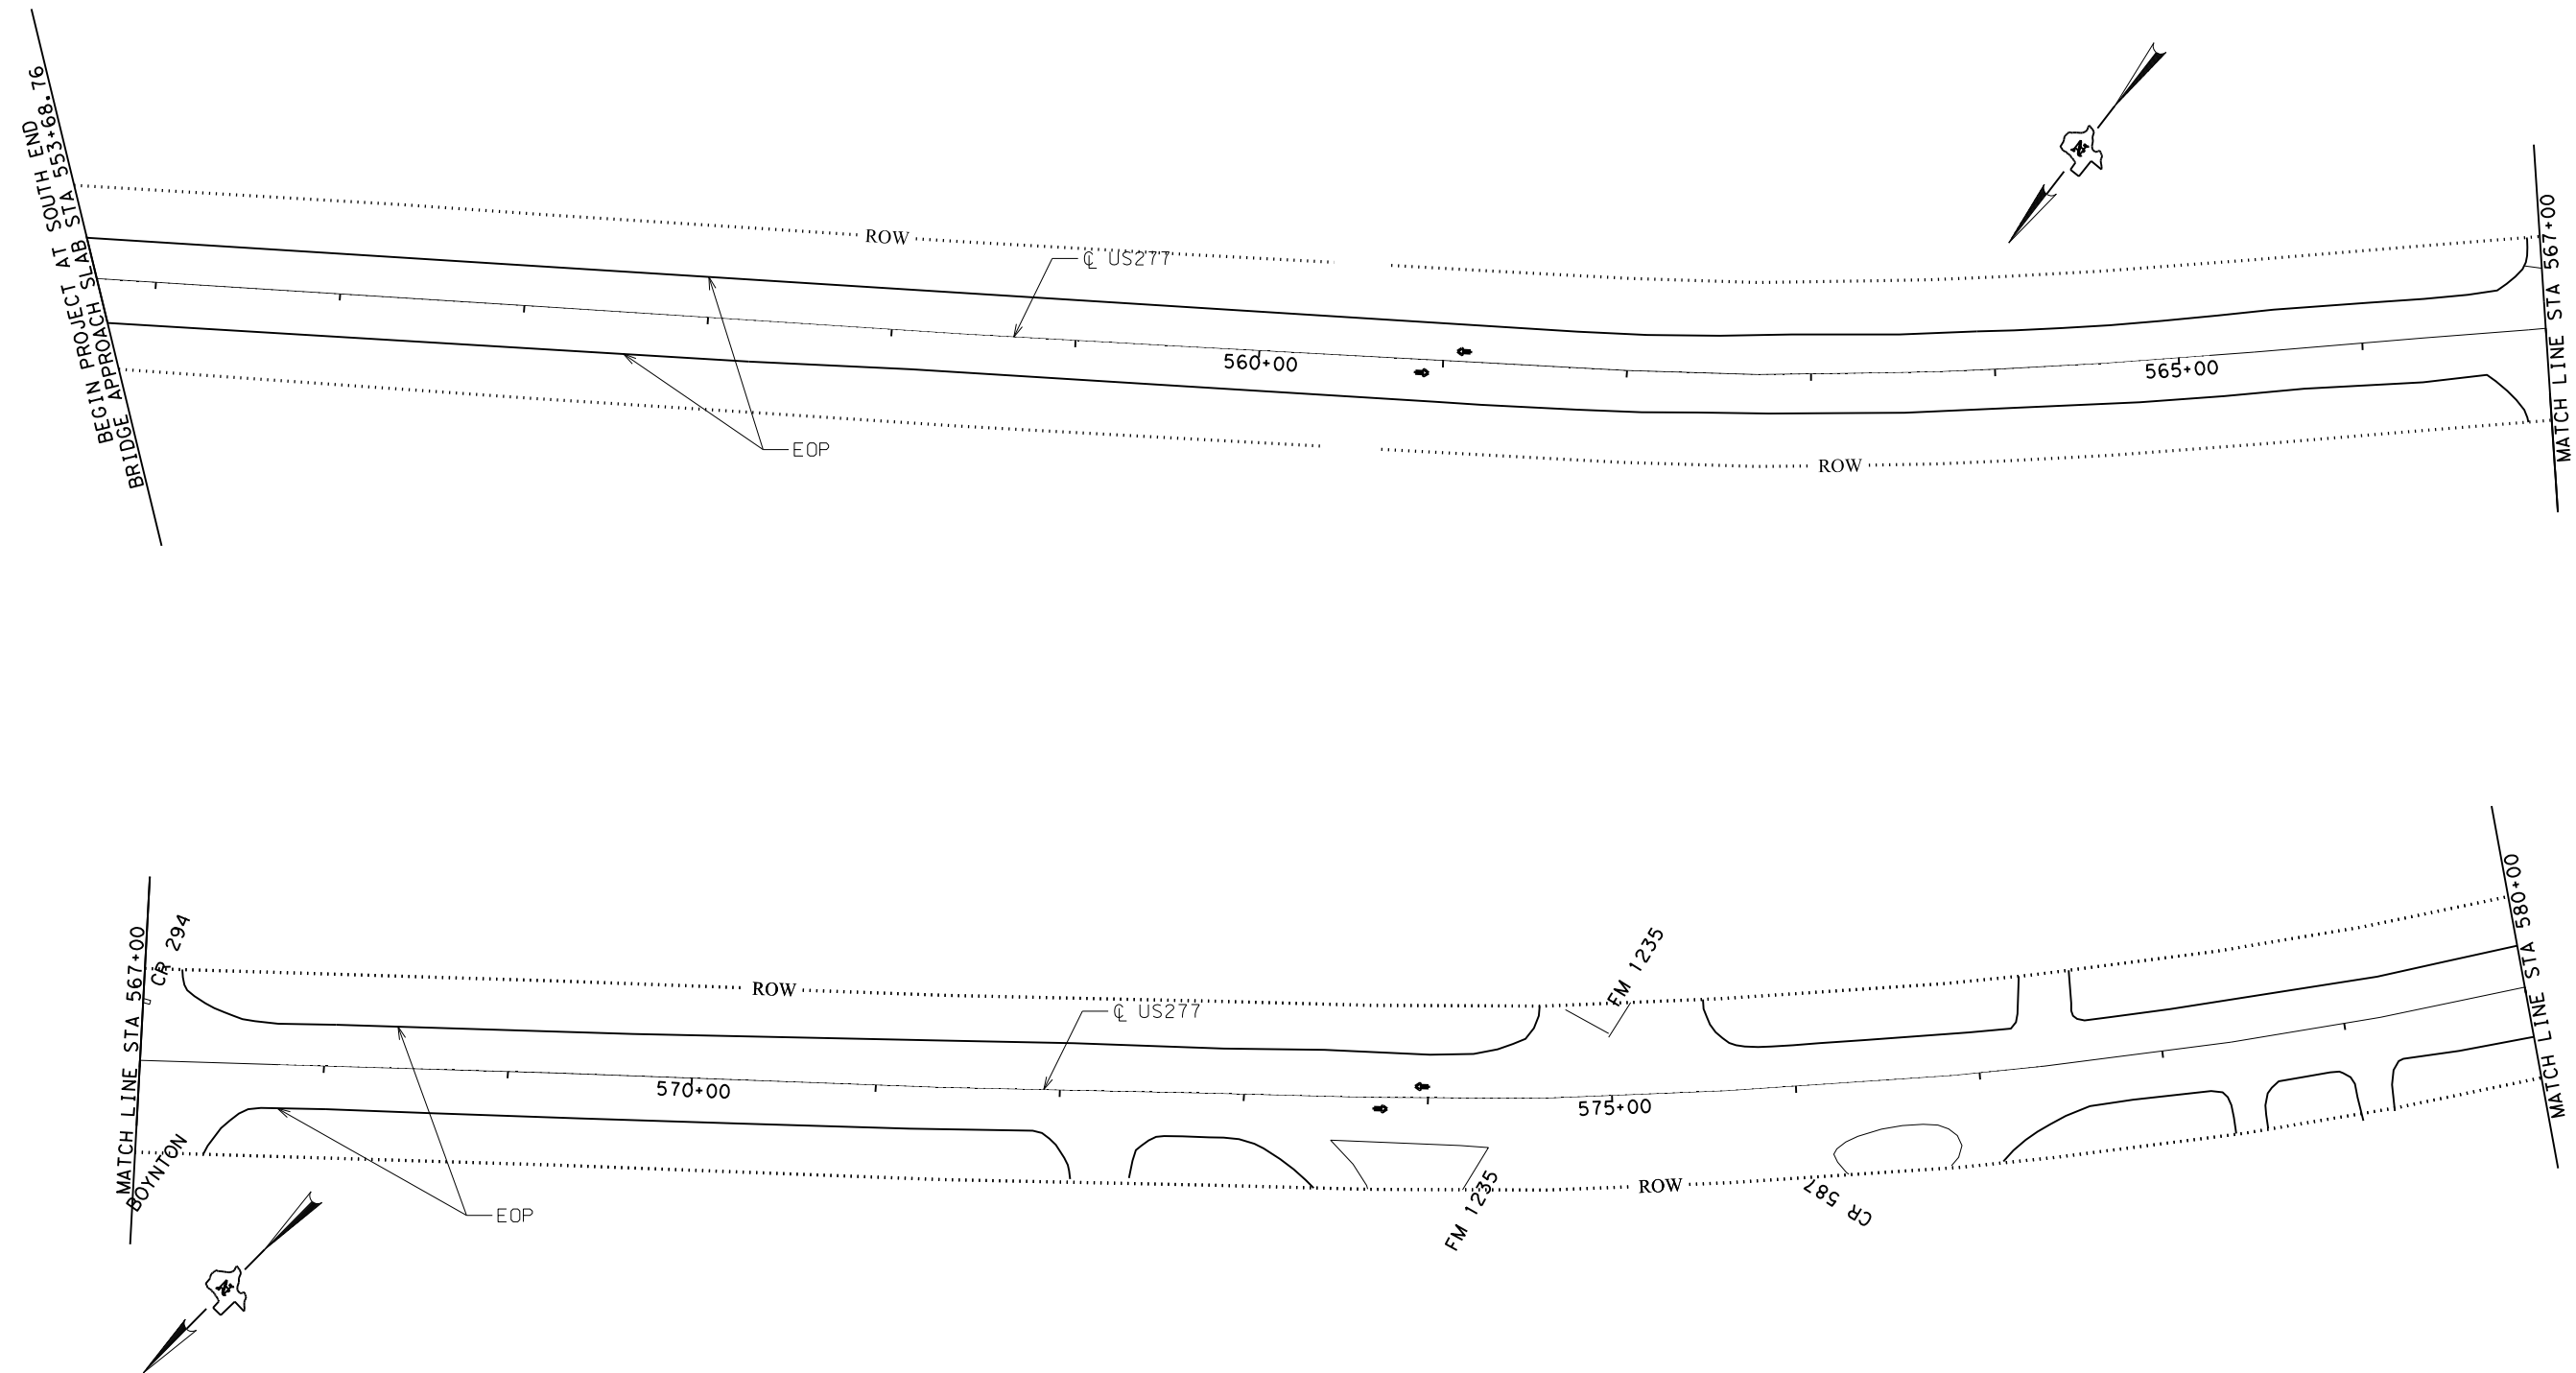 BEGIN PROJECT AT SOUTH END
BRIDGE APPROACH SLAB STA 553+68.76
ROW
℄ US277
EOP
560+00
565+00
ROW
MATCH LINE STA 567+00
N
MATCH LINE STA 567+00
CR 294
BOYNTON
ROW
℄ US277
EOP
570+00
575+00
FM 1235
FM 1235
ROW
CR 587
MATCH LINE STA 580+00
N